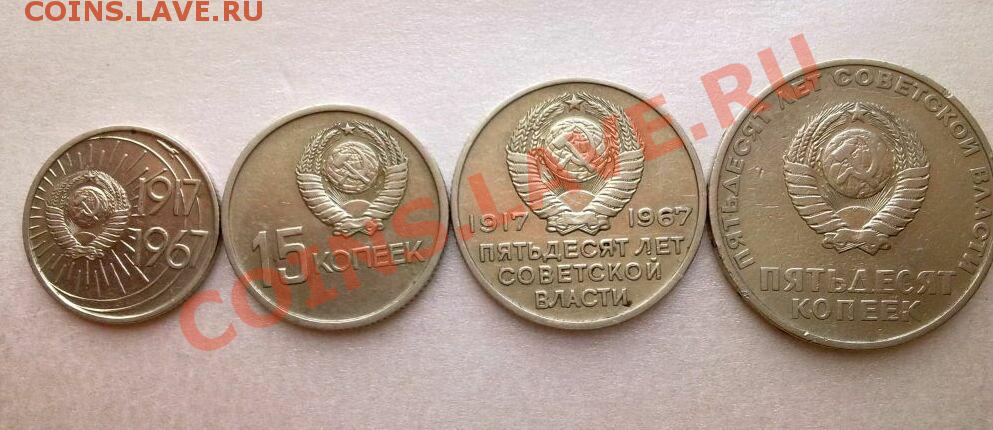 COINS.LAVE.RU
COINS.LAVE.RU
1917
1967
15 КОПЕЕК
1917 1967
ПЯТЬДЕСЯТ ЛЕТ
СОВЕТСКОЙ
ВЛАСТИ
ПЯТЬДЕСЯТ ЛЕТ СОВЕТСКОЙ ВЛАСТИ
ПЯТЬДЕСЯТ
КОПЕЕК